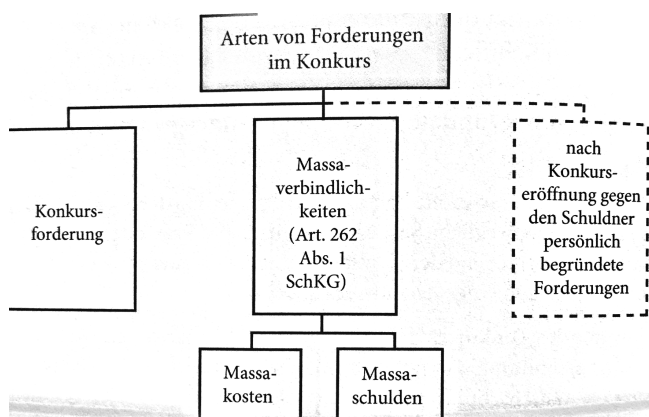 Arten von Forderungen
im Konkurs
Konkurs-
forderung
Massa-
verbindlich-
keiten
(Art. 262
Abs. 1
SchKG)
nach
Konkurs-
eröffnung gegen
den Schuldner
persönlich
begründete
Forderungen
Massa-
kosten
Massa-
schulden